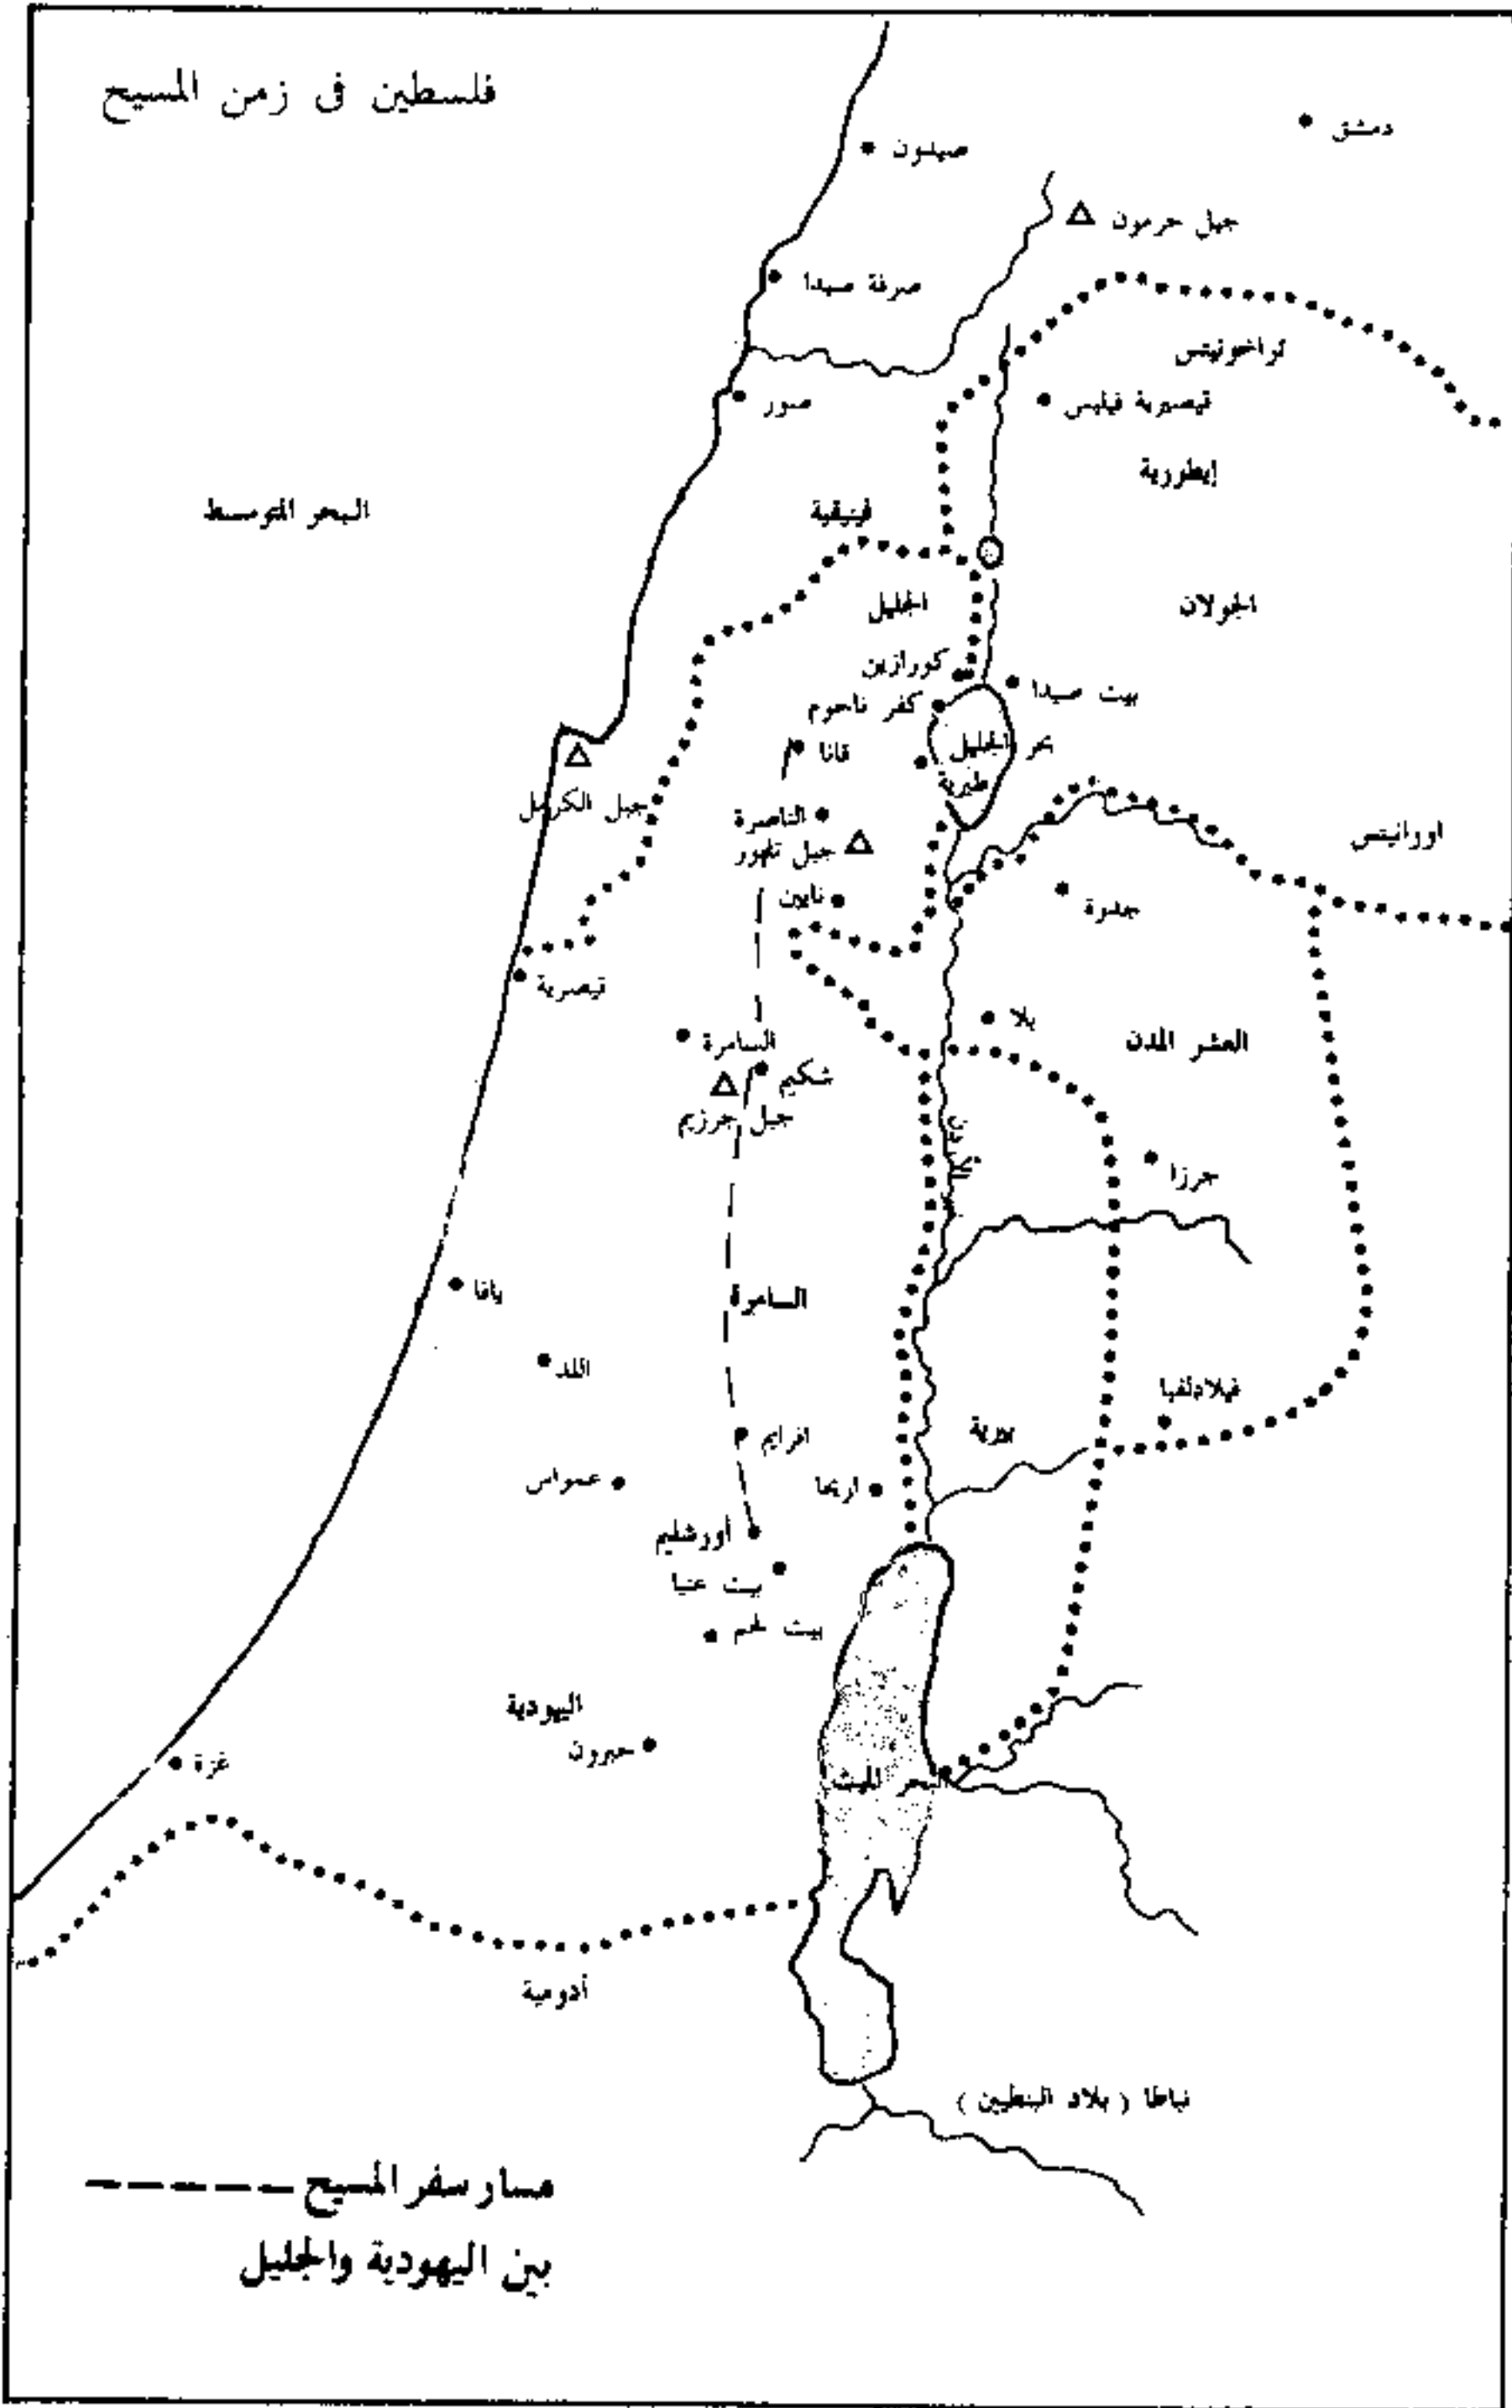 فلسطين فى زمن المسيح
دمشق
صيدون
جبل حرمون
صرفة صيدا
تراخونيتس
قيصرية فيلبس
صور
إيطورية
البحر المتوسط
فينيقية
الجليل
الجولان
كورازين
بيت صيدا
كفر ناحوم
بحر الجليل
قانا
طبرية
جبل الكرمل
الناصرة
جبل تابور
اورانيتس
نايين
جدرة
قيصرية
السامرة
بلا
العشر المدن
شكيم
جبل جرزيم
جرزا
يافا
السامرة
اللد
فيلادلفيا
بيرية
افرايم
عمواس
اريحا
أورشليم
بيت عنيا
بيت لحم
اليهودية
حبرون
غزة
البحر الميت
أدومية
نباطا ( بلاد النبطيين )
مسار سفر المسيح
بين اليهودية والجليل